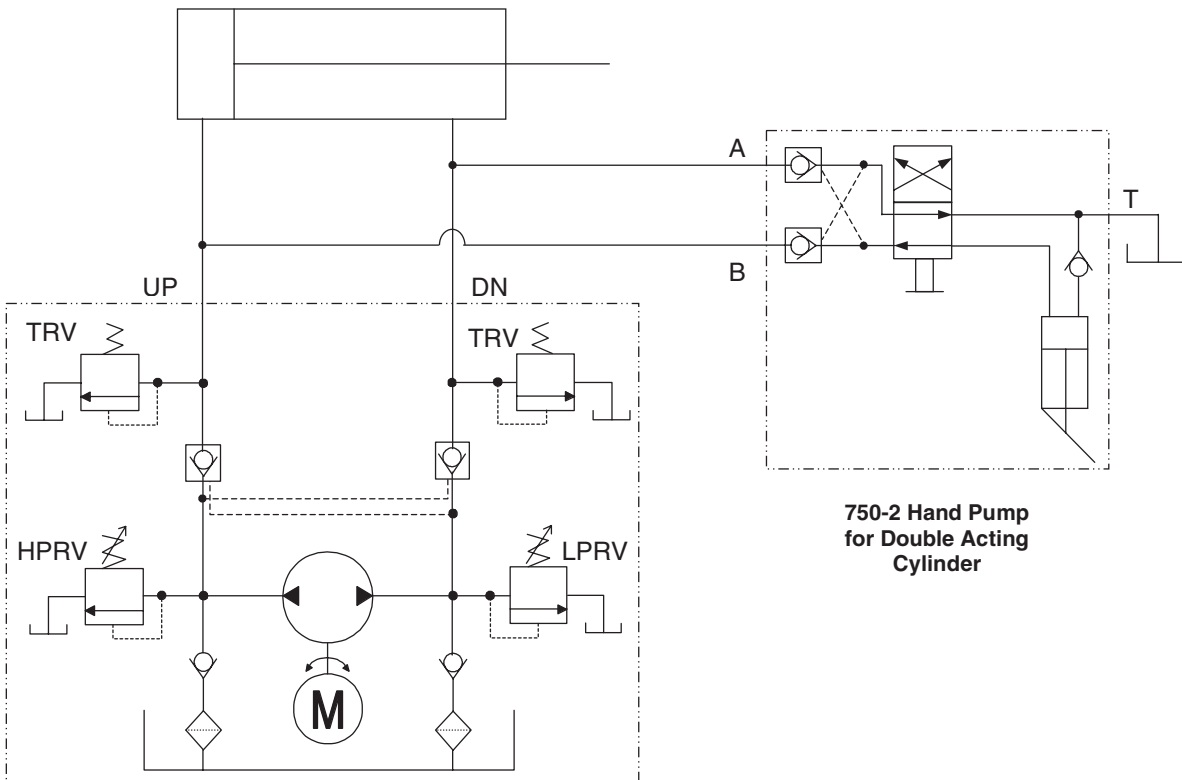 A
T
B
UP
DN
TRV
TRV
HPRV
LPRV
M
750-2 Hand Pump
for Double Acting
Cylinder